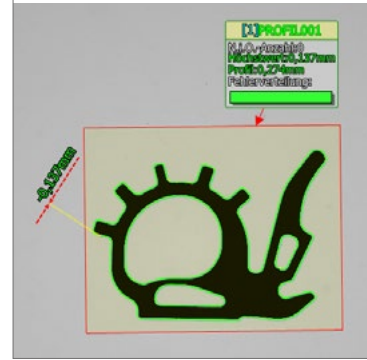 [1]PROFIL001
N.i.O.-Anzahl:0
Höchstwert:0,137mm
Profil:0,274mm
Fehlerverteilung:
-0,137mm